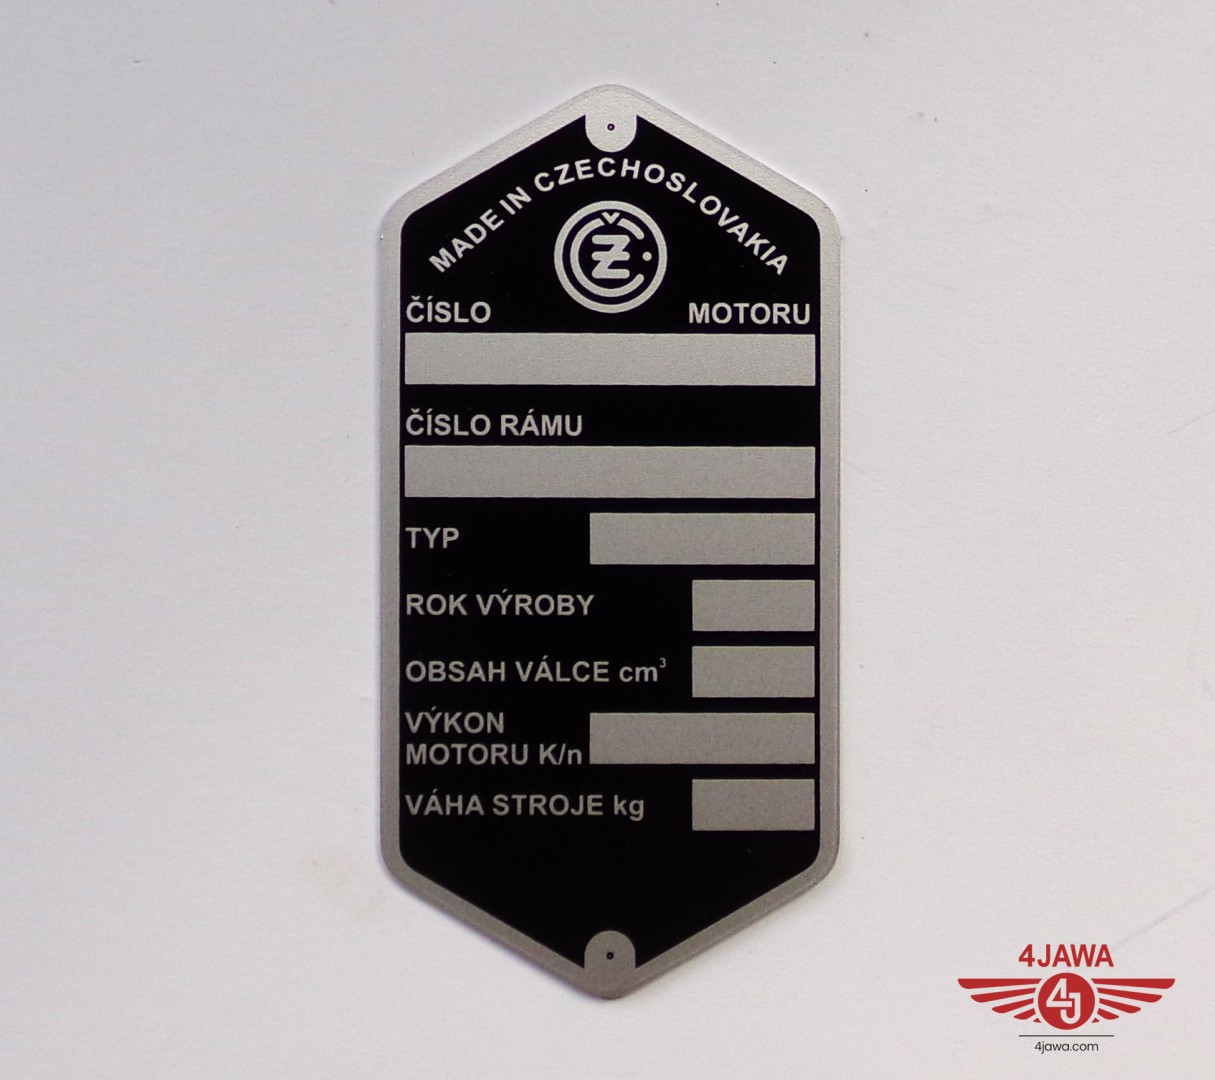 MADE IN CZECHOSLOVAKIA
ČZ
ČÍSLO MOTORU
ČÍSLO RÁMU
TYP
ROK VÝROBY
OBSAH VÁLCE cm³
VÝKON
MOTORU K/n
VÁHA STROJE kg
4JAWA
4J
4jawa.com